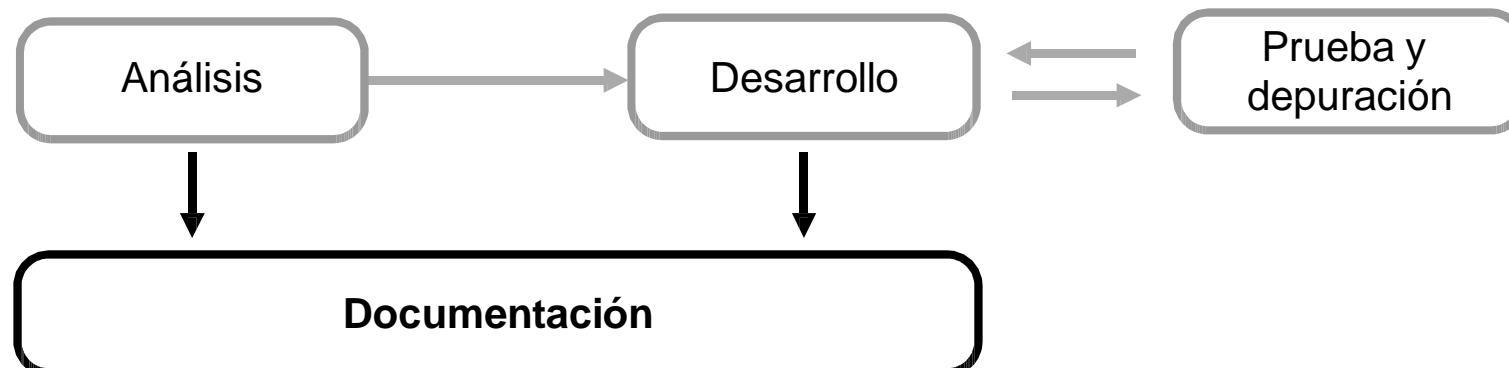 Análisis
Desarrollo
Prueba y
depuración
Documentación